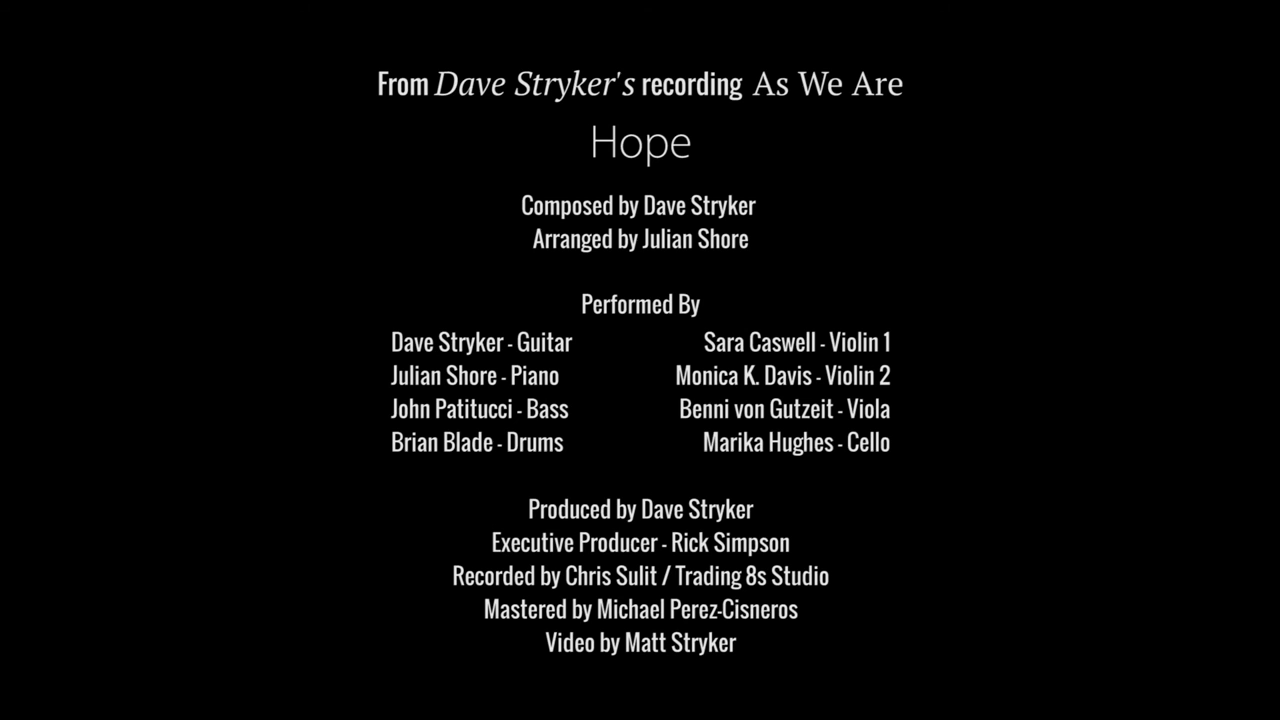 From Dave Stryker's recording As We Are
Hope
Composed by Dave Stryker
Arranged by Julian Shore
Performed By
Dave Stryker - Guitar
Julian Shore - Piano
John Patitucci - Bass
Brian Blade - Drums
Sara Caswell - Violin 1
Monica K. Davis - Violin 2
Benni von Gutzeit - Viola
Marika Hughes - Cello
Produced by Dave Stryker
Executive Producer - Rick Simpson
Recorded by Chris Sulit / Trading 8s Studio
Mastered by Michael Perez-Cisneros
Video by Matt Stryker